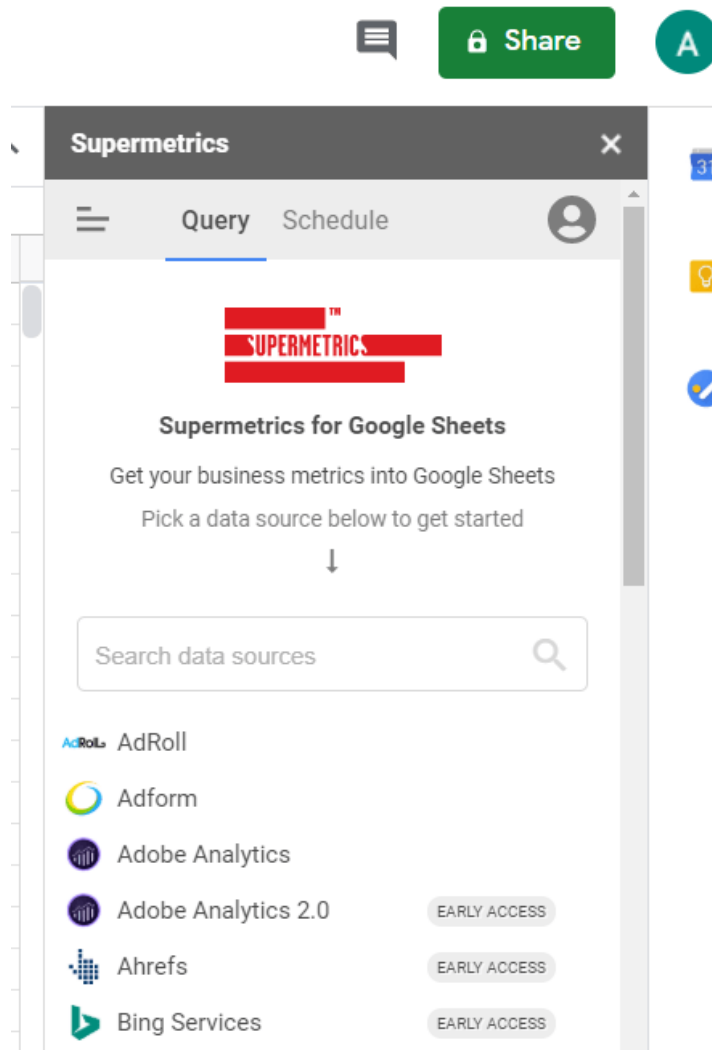 Share
A
Supermetrics
31
Query Schedule
SUPERMETRICS™
Supermetrics for Google Sheets
Get your business metrics into Google Sheets
Pick a data source below to get started
Search data sources
AdRoll AdRoll
Adform
Adobe Analytics
Adobe Analytics 2.0 EARLY ACCESS
Ahrefs EARLY ACCESS
Bing Services EARLY ACCESS